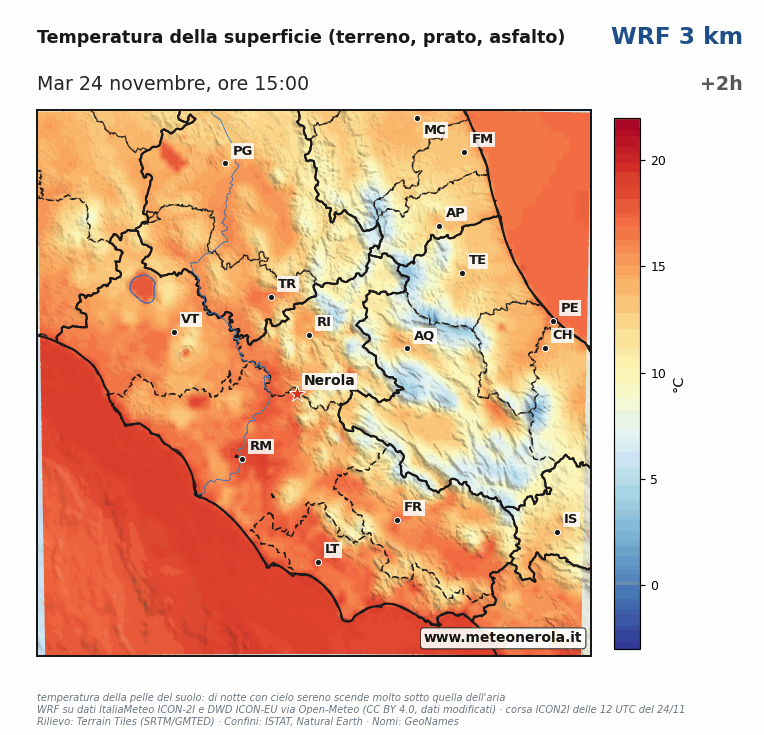 Temperatura della superficie (terreno, prato, asfalto)
WRF 3 km
Mar 24 novembre, ore 15:00
+2h
MC
FM
PG
AP
TE
TR
PE
VT
RI
AQ
CH
Nerola
RM
FR
IS
LT
www.meteonerola.it
20
15
10
5
0
°C
temperatura della pelle del suolo: di notte con cielo sereno scende molto sotto quella dell'aria
WRF su dati ItaliaMeteo ICON-2I e DWD ICON-EU via Open-Meteo (CC BY 4.0, dati modificati) · corsa ICON2I delle 12 UTC del 24/11
Rilievo: Terrain Tiles (SRTM/GMTED) · Confini: ISTAT, Natural Earth · Nomi: GeoNames